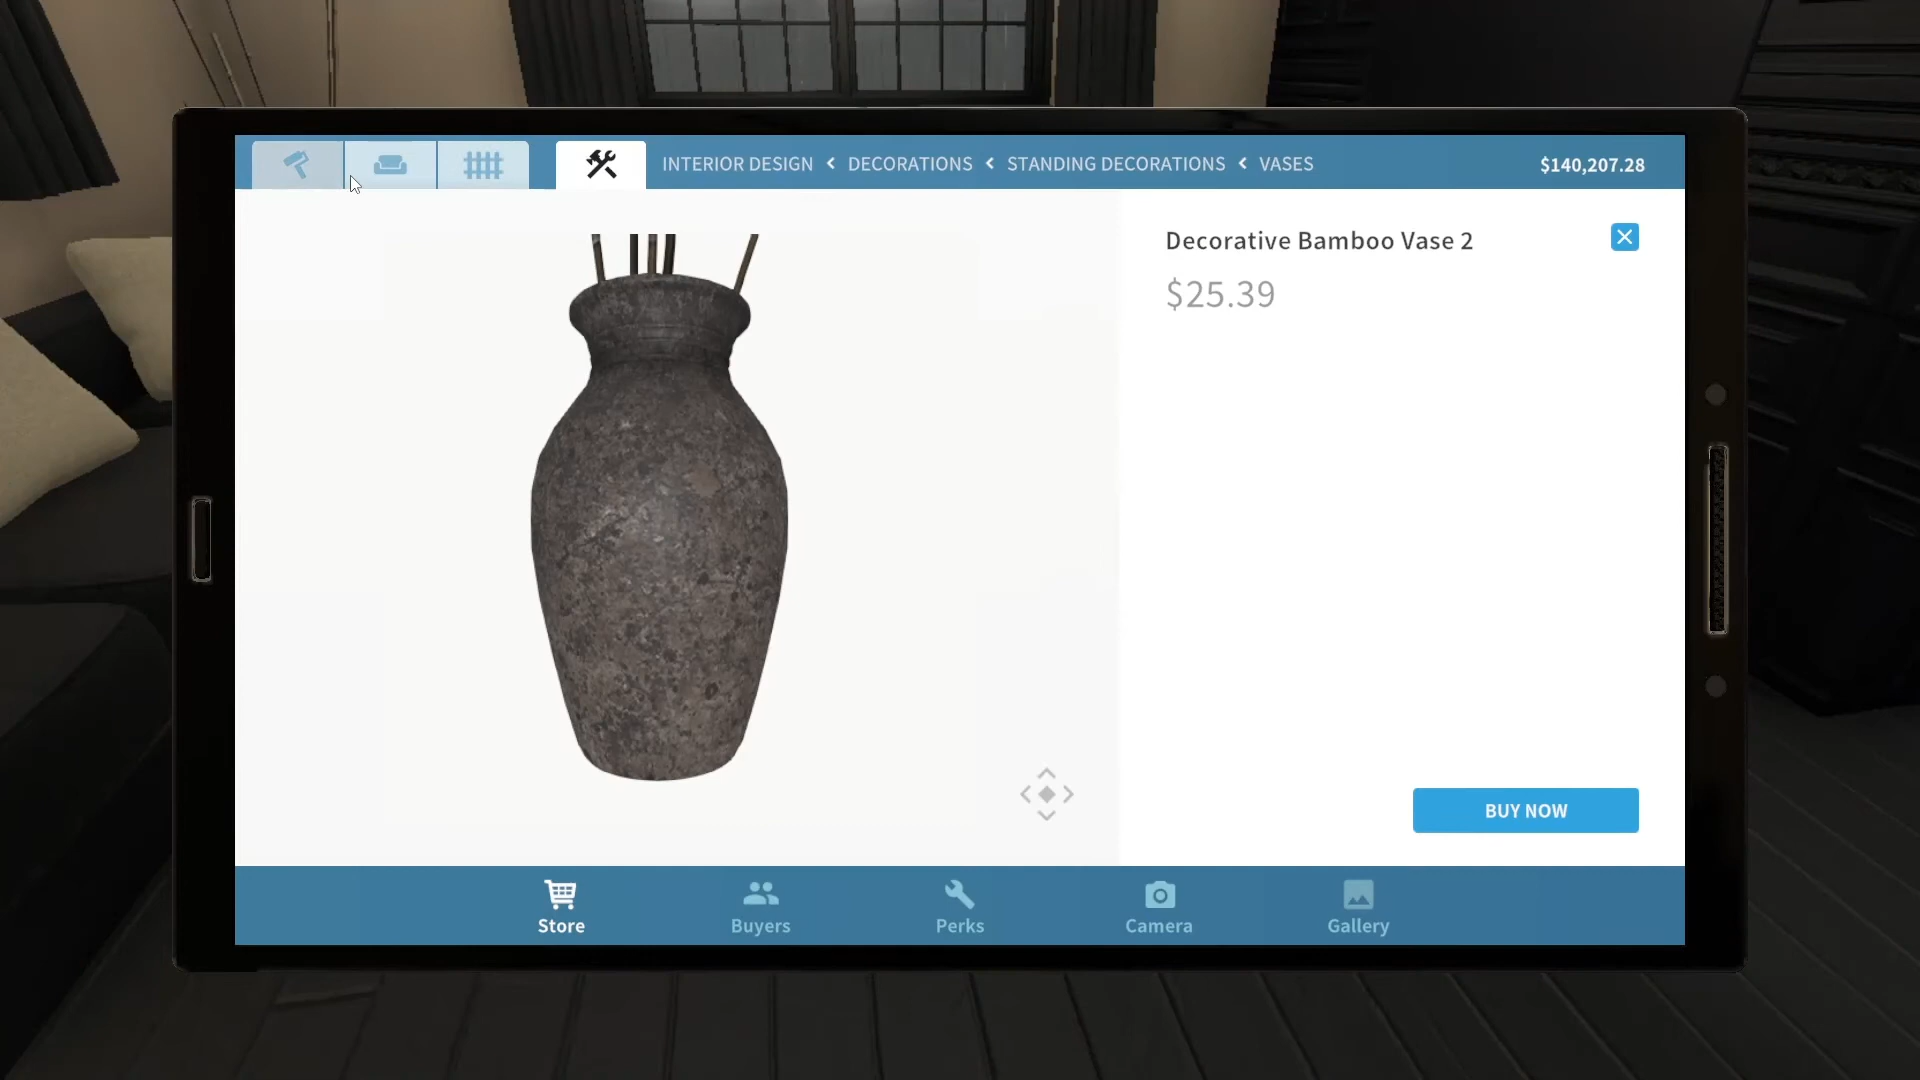 INTERIOR DESIGN < DECORATIONS < STANDING DECORATIONS < VASES
$140,207.28
Decorative Bamboo Vase 2
$25.39
BUY NOW
Store
Buyers
Perks
Camera
Gallery